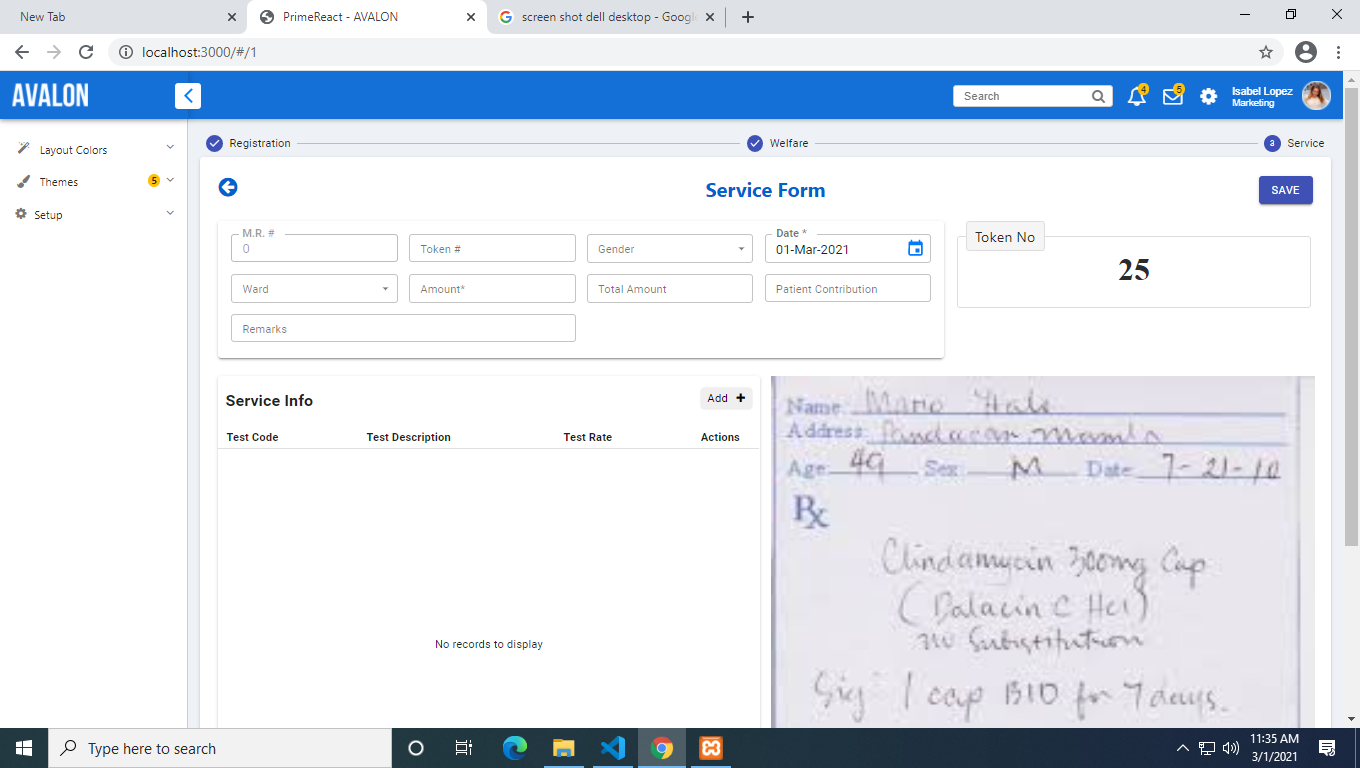 New Tab
PrimeReact - AVALON
screen shot dell desktop - Google
localhost:3000/#/1
AVALON
Search
4
5
Isabel Lopez
Marketing
Layout Colors
Themes
5
Setup
Registration
Welfare
3 Service
Service Form
SAVE
M.R. #
0
Token #
Gender
Date *
01-Mar-2021
Token No
25
Ward
Amount*
Total Amount
Patient Contribution
Remarks
Service Info
Add +
Test Code Test Description Test Rate Actions
No records to display
Name Mario
Address Pandacan, Manila
Age 49 Sex M Date 7-21-10
Rx
Clindamycin 300mg Cap
(Dalacin C Hcl)
no Substitution
Sig: 1 cap BID for 7 days.
Type here to search
11:35 AM
3/1/2021